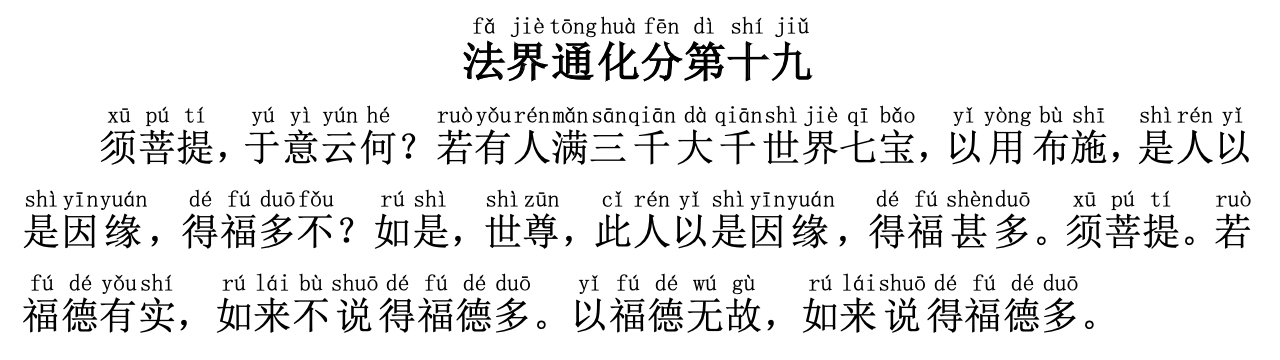 fǎ jiè tōng huà fēn dì shí jiǔ
法界通化分第十九
xū pú tí yú yì yún hé ruò yǒu rén mǎn sān qiān dà qiān shì jiè qī bǎo yǐ yòng bù shī shì rén yǐ
须菩提，于意云何？若有人满三千大千世界七宝，以用布施，是人以
shì yīn yuán dé fú duō fǒu rú shì shì zūn cǐ rén yǐ shì yīn yuán dé fú shèn duō xū pú tí ruò
是因缘，得福多不？如是，世尊，此人以是因缘，得福甚多。须菩提。若
fú dé yǒu shí rú lái bù shuō dé fú dé duō yǐ fú dé wú gù rú lái shuō dé fú dé duō
福德有实，如来不说得福德多。以福德无故，如来说得福德多。